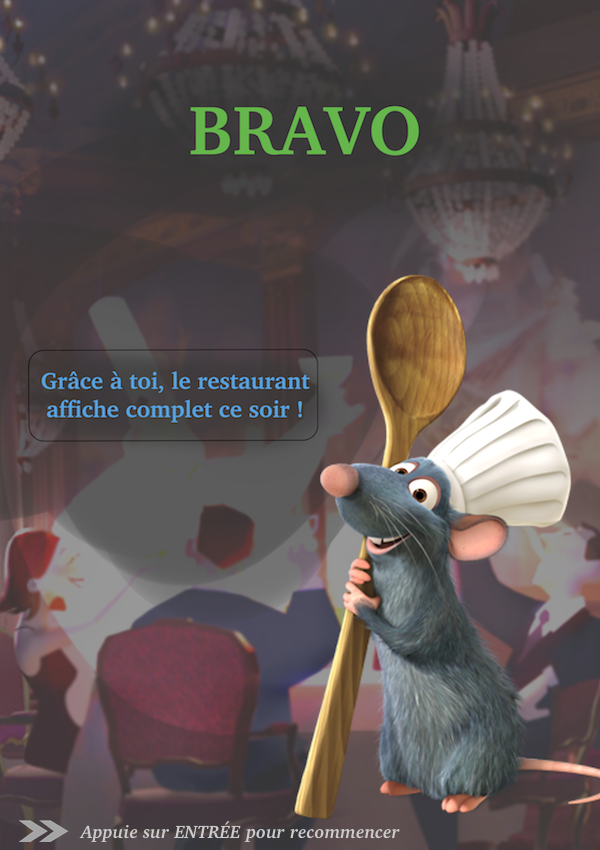 BRAVO
Grâce à toi, le restaurant
affiche complet ce soir !
Appuie sur ENTRÉE pour recommencer